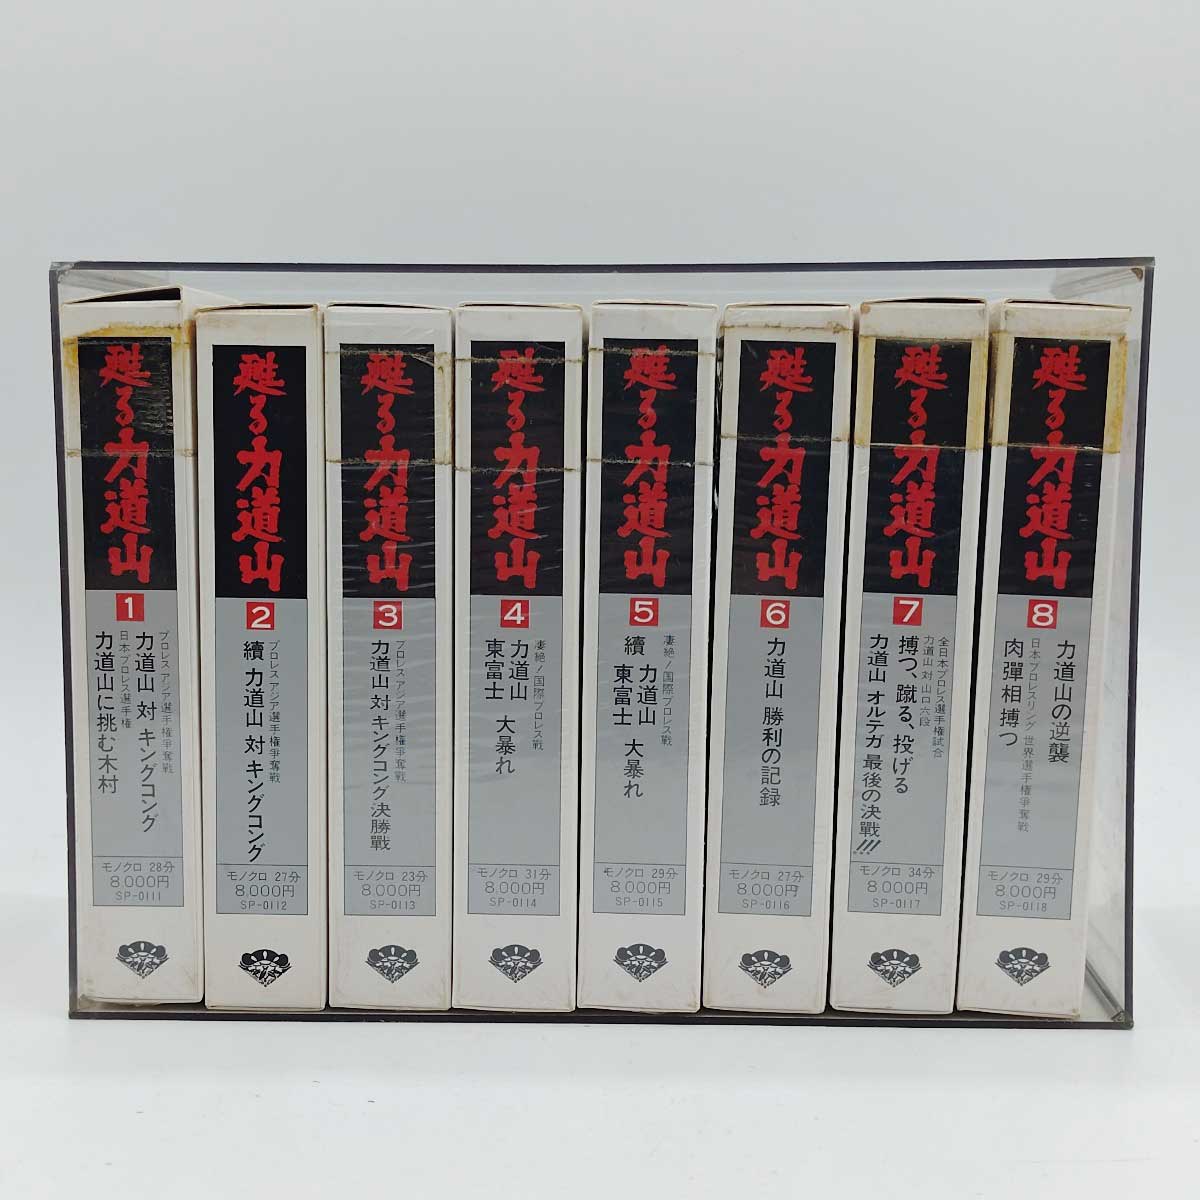 甦る力道山
1
プロレス アジア選手権争奪戦
力道山 対 キングコング
日本プロレス選手権
力道山に挑む木村
モノクロ 28分
8,000円
SP-0111
甦る力道山
2
プロレス アジア選手権争奪戦
續 力道山 対 キングコング
モノクロ 27分
8,000円
SP-0112
甦る力道山
3
プロレス アジア選手権争奪戦
力道山 対 キングコング 決勝戰
モノクロ 23分
8,000円
SP-0113
甦る力道山
4
凄絶!国際プロレス戦
力道山
東富士 大暴れ
モノクロ 31分
8,000円
SP-0114
甦る力道山
5
凄絶!国際プロレス戦
續 力道山
東富士 大暴れ
モノクロ 29分
8,000円
SP-0115
甦る力道山
6
力道山 勝利の記録
モノクロ 27分
8,000円
SP-0116
甦る力道山
7
全日本プロレス選手権試合
力道山 対 山口六段
搏つ、蹴る、投げる
力道山 オルテガ 最後の決戰!!!
モノクロ 34分
8,000円
SP-0117
甦る力道山
8
力道山の逆襲
日本プロレスリング 世界選手権争奪戦
肉彈相搏つ
モノクロ 29分
8,000円
SP-0118